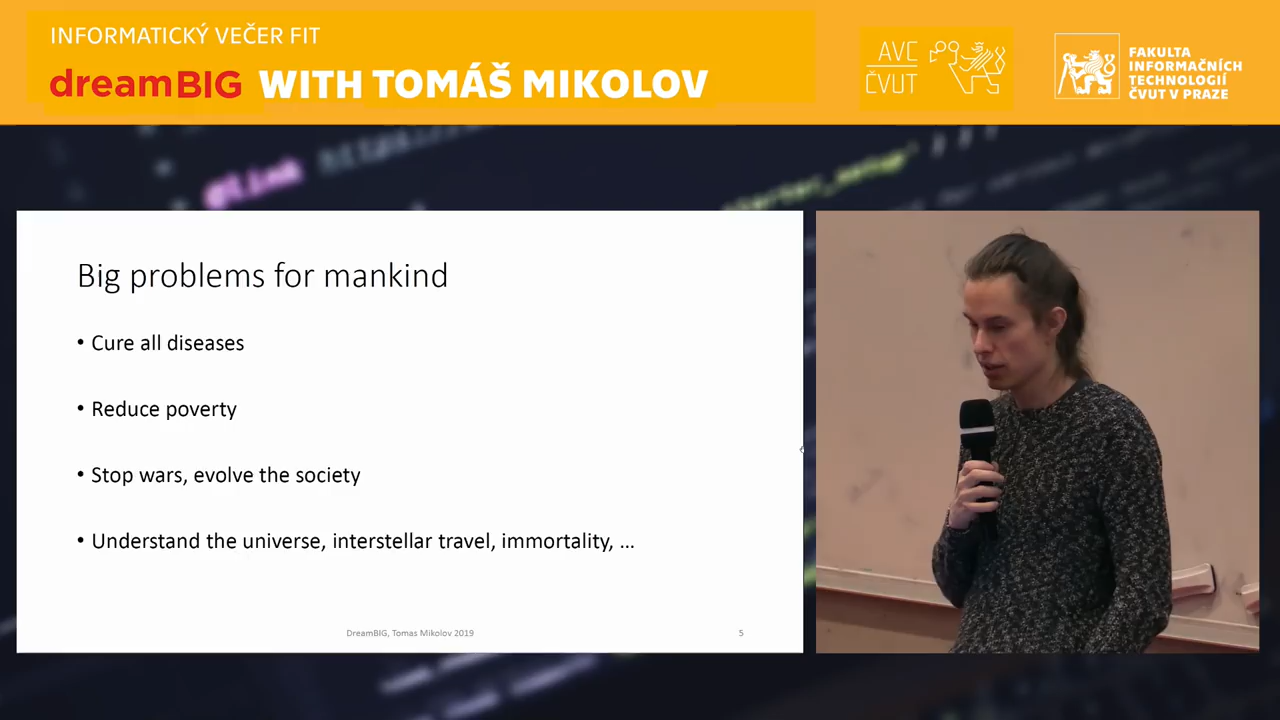 INFORMATICKÝ VEČER FIT
dreamBIG WITH TOMÁŠ MIKOLOV
AVC
ČVUT
FAKULTA
INFORMAČNÍCH
TECHNOLOGIÍ
ČVUT V PRAZE
@link
Big problems for mankind
• Cure all diseases
• Reduce poverty
• Stop wars, evolve the society
• Understand the universe, interstellar travel, immortality, ...
DreamBIG, Tomas Mikolov 2019
5